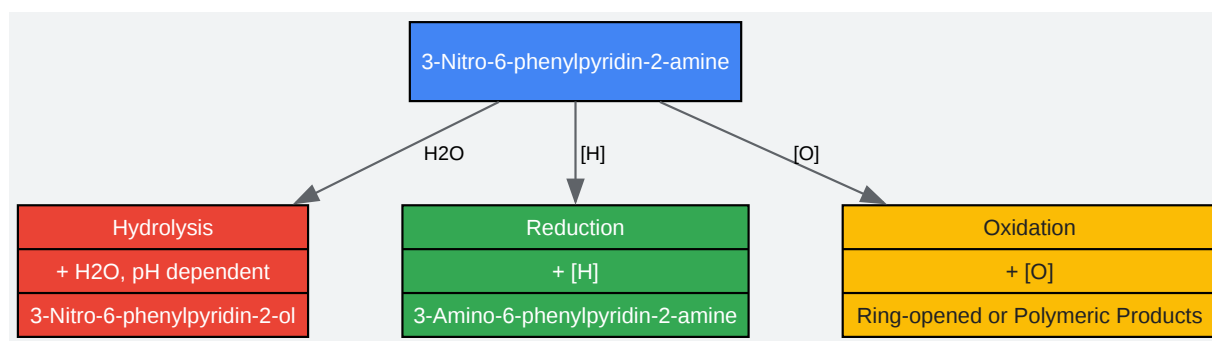 3-Nitro-6-phenylpyridin-2-amine
H2O
[H]
[O]
Hydrolysis
+ H2O, pH dependent
3-Nitro-6-phenylpyridin-2-ol
Reduction
+ [H]
3-Amino-6-phenylpyridin-2-amine
Oxidation
+ [O]
Ring-opened or Polymeric Products